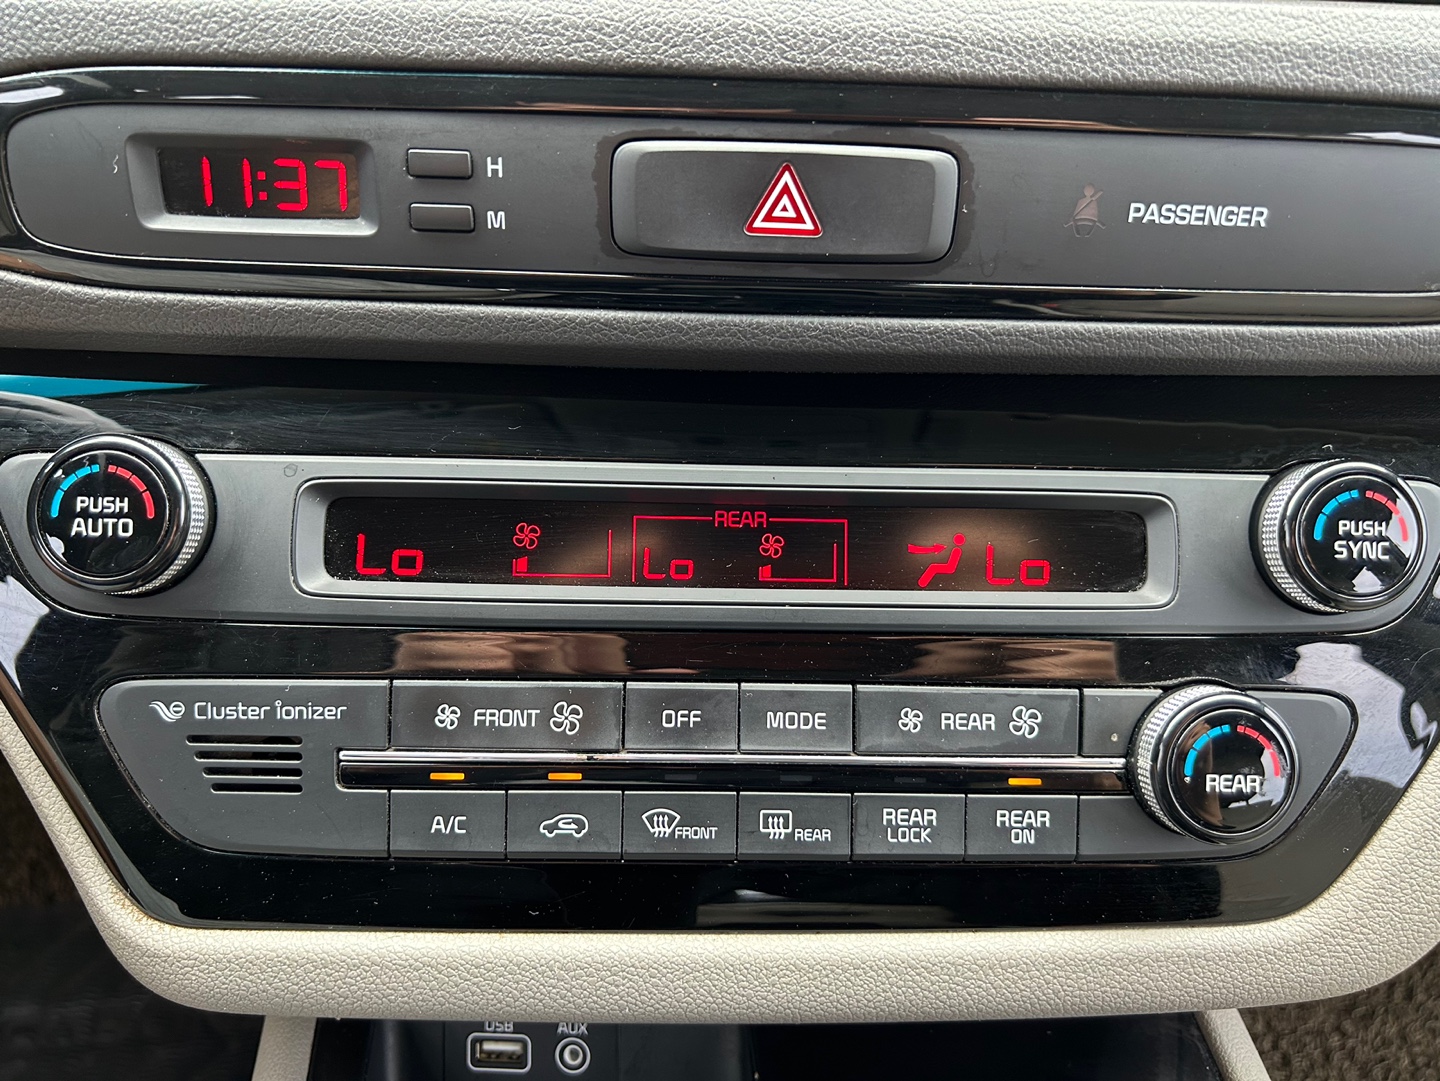 11:37
H
M
PASSENGER
PUSH
AUTO
Lo
REAR
Lo
Lo
PUSH
SYNC
Cluster ionizer
FRONT
OFF
MODE
REAR
REAR
A/C
FRONT
REAR
REAR
LOCK
REAR
ON
USB
AUX